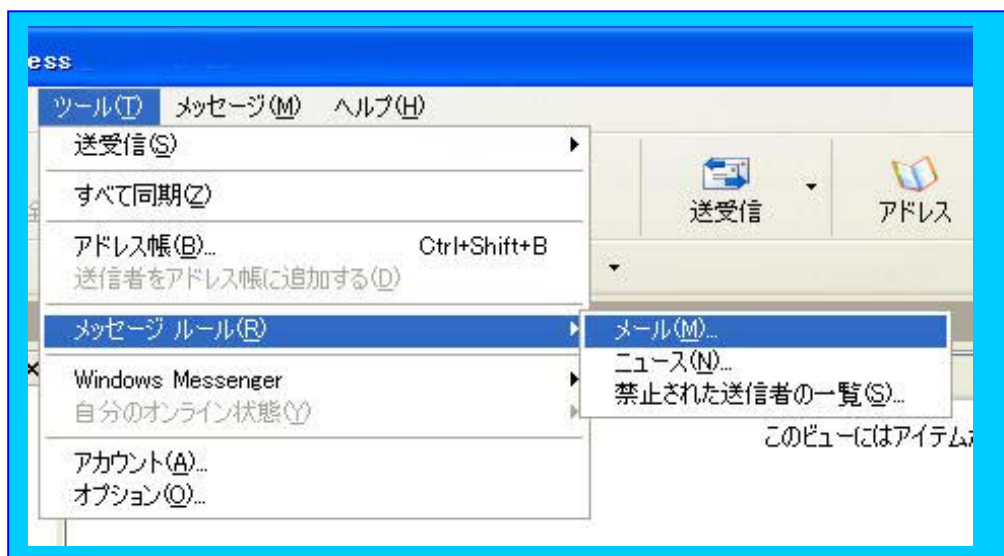 ess
ツール(T) メッセージ(M) ヘルプ(H)
送受信(S)
すべて同期(Z)
送受信
アドレス
アドレス帳(B)... Ctrl+Shift+B
送信者をアドレス帳に追加する(D)
メッセージ ルール(R)
メール(M)...
ニュース(N)...
禁止された送信者の一覧(S)...
Windows Messenger
自分のオンライン状態(Y)
このビューにはアイテムが
アカウント(A)...
オプション(O)...